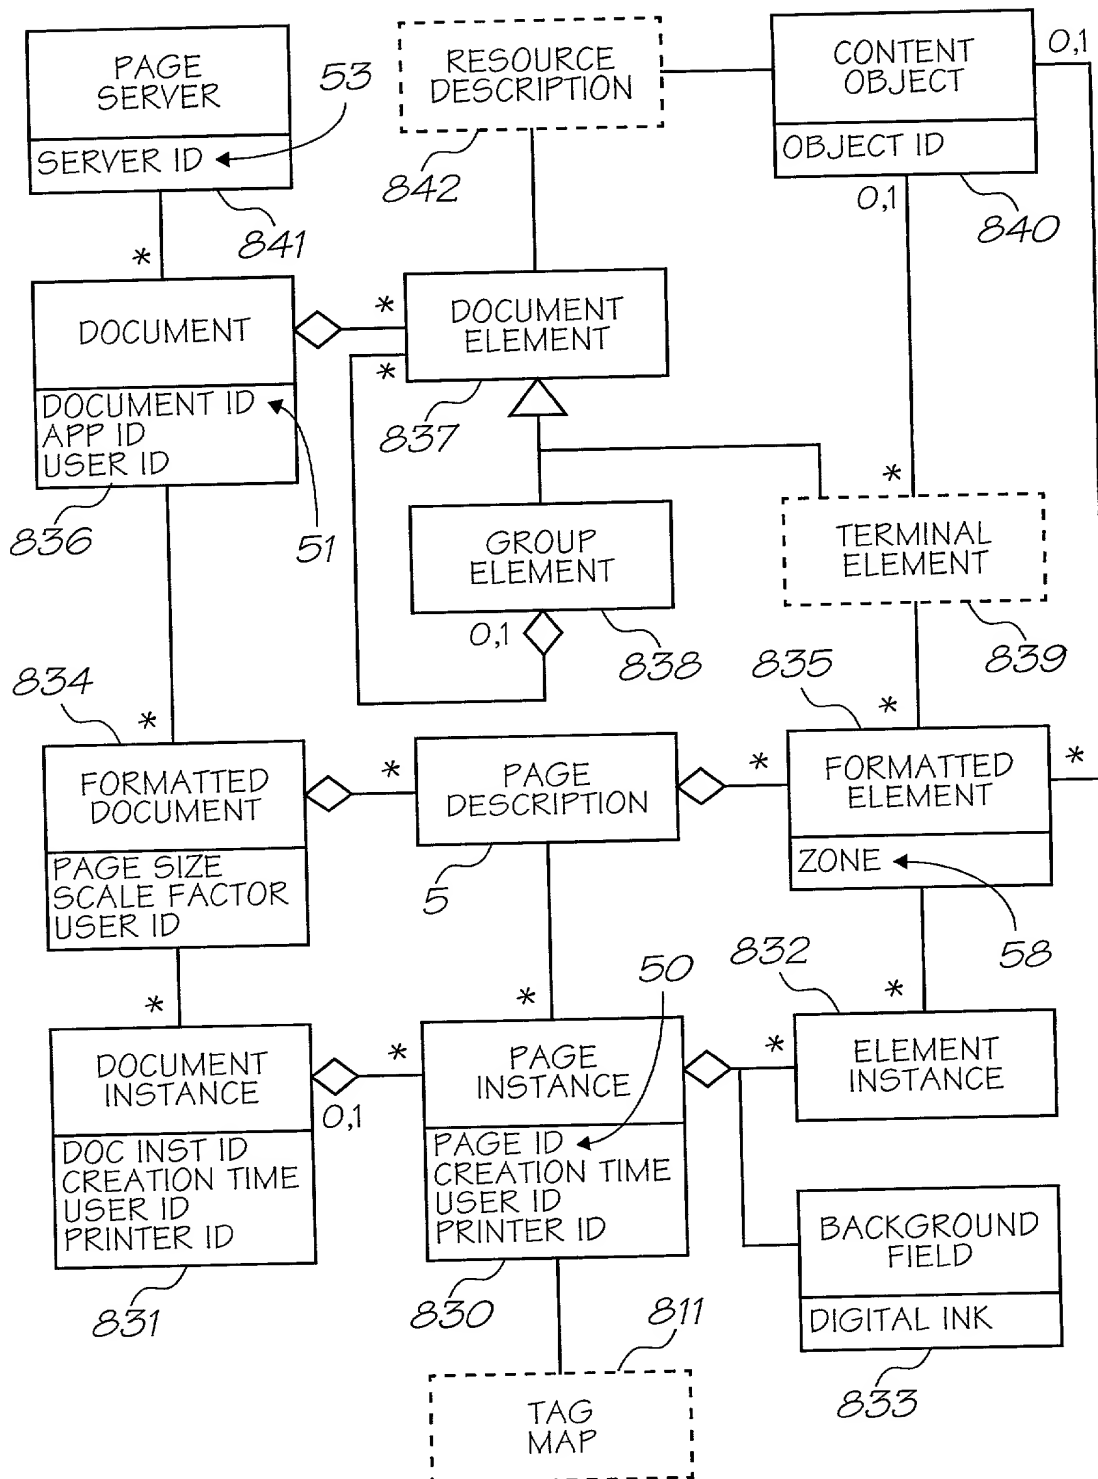 PAGE
SERVER
SERVER ID
53
841
*
RESOURCE
DESCRIPTION
842
CONTENT
OBJECT
OBJECT ID
0,1
0,1
840
DOCUMENT
DOCUMENT ID
APP ID
USER ID
836
51
*
*
DOCUMENT
ELEMENT
837
GROUP
ELEMENT
0,1
838
*
TERMINAL
ELEMENT
839
834
*
FORMATTED
DOCUMENT
PAGE SIZE
SCALE FACTOR
USER ID
*
PAGE
DESCRIPTION
5
*
835
*
FORMATTED
ELEMENT
ZONE
*
58
*
DOCUMENT
INSTANCE
DOC INST ID
CREATION TIME
USER ID
PRINTER ID
831
0,1
*
*
50
PAGE
INSTANCE
PAGE ID
CREATION TIME
USER ID
PRINTER ID
830
832
*
*
ELEMENT
INSTANCE
BACKGROUND
FIELD
DIGITAL INK
833
811
TAG
MAP